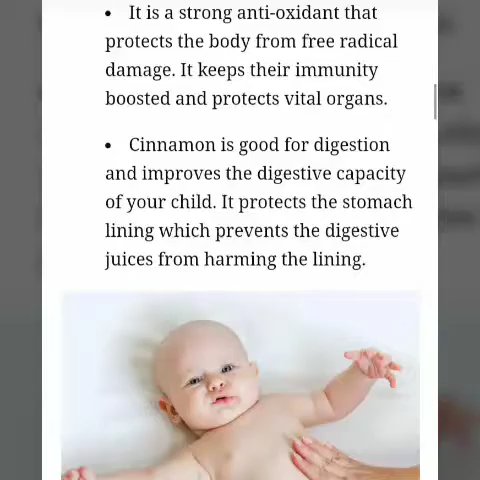 • It is a strong anti-oxidant that
protects the body from free radical
damage. It keeps their immunity
boosted and protects vital organs.
• Cinnamon is good for digestion
and improves the digestive capacity
of your child. It protects the stomach
lining which prevents the digestive
juices from harming the lining.